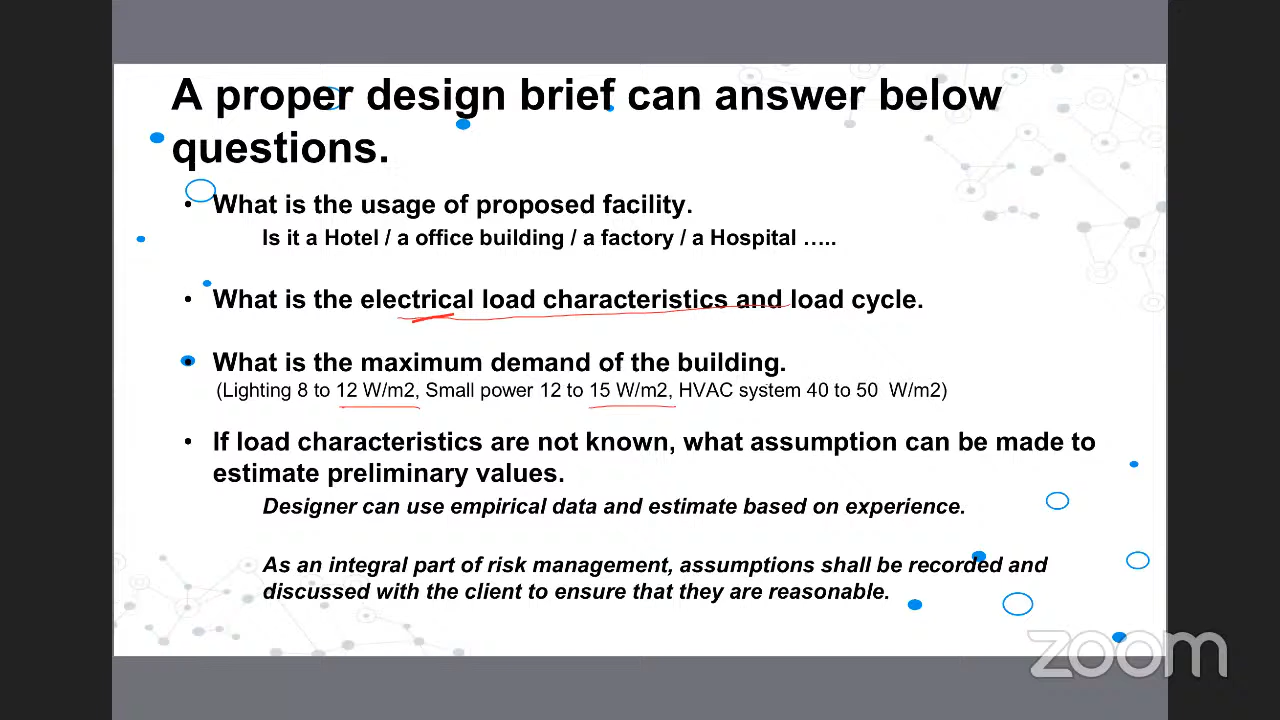 A proper design brief can answer below
questions.
• What is the usage of proposed facility.
Is it a Hotel / a office building / a factory / a Hospital …..
• What is the electrical load characteristics and load cycle.
• What is the maximum demand of the building.
(Lighting 8 to 12 W/m2, Small power 12 to 15 W/m2, HVAC system 40 to 50 W/m2)
• If load characteristics are not known, what assumption can be made to
estimate preliminary values.
Designer can use empirical data and estimate based on experience.
As an integral part of risk management, assumptions shall be recorded and
discussed with the client to ensure that they are reasonable.
zoom